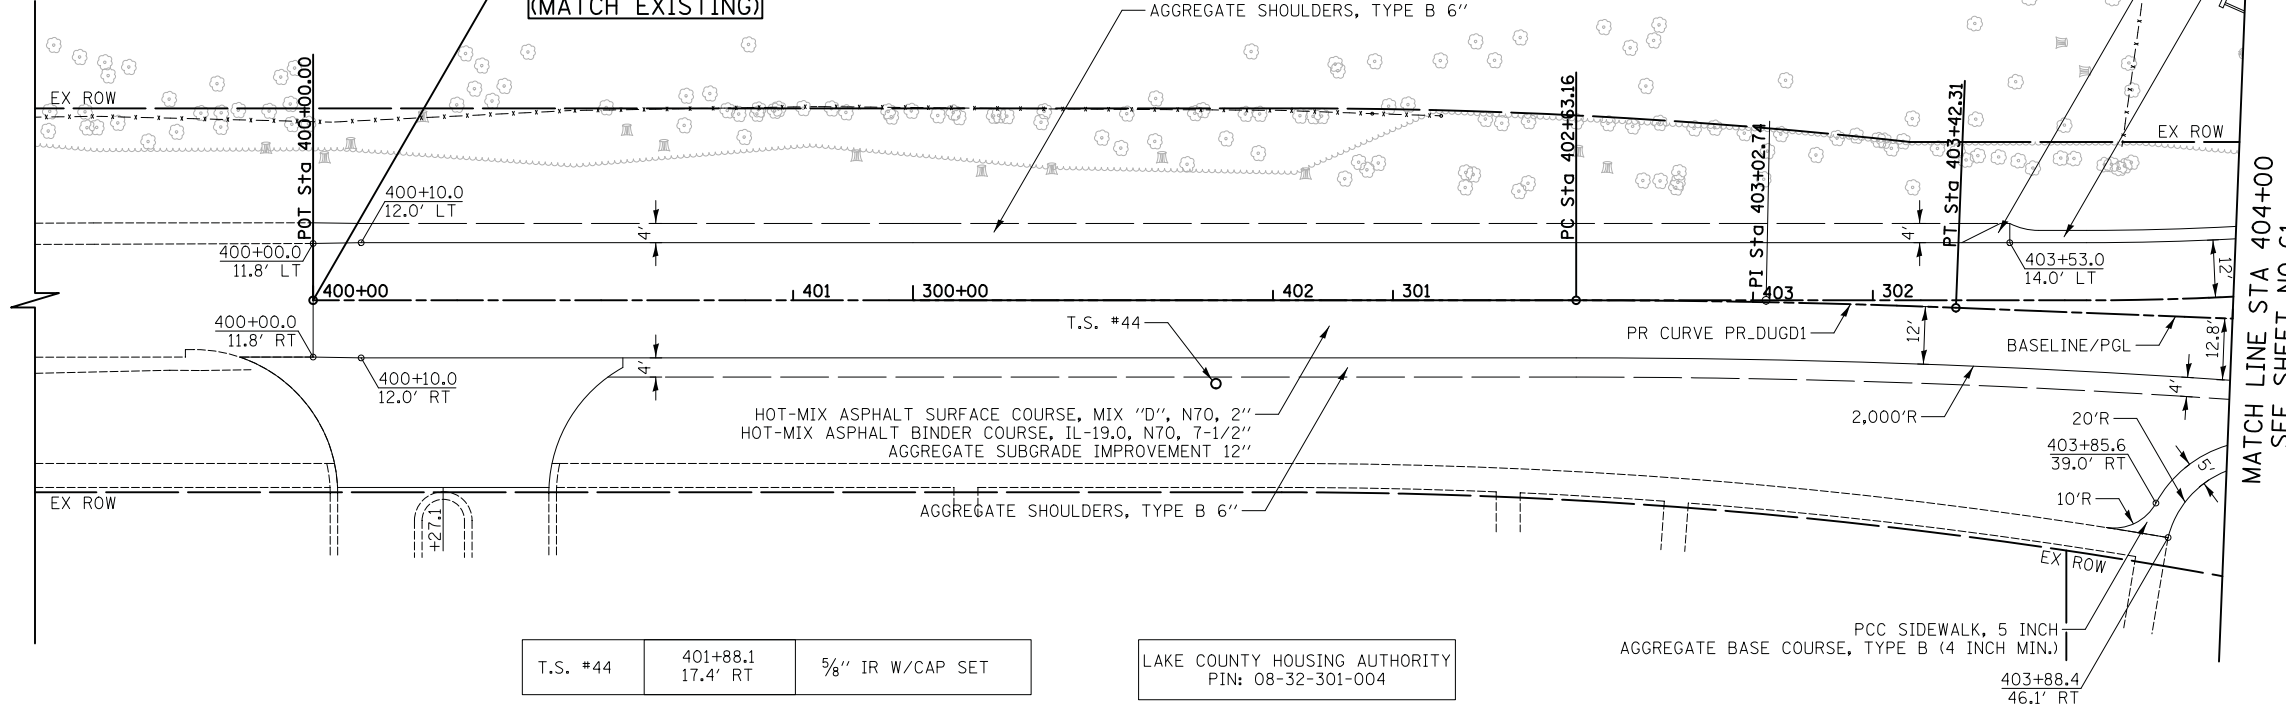 (MATCH EXISTING)
AGGREGATE SHOULDERS, TYPE B 6"
EX ROW
POT Sta 400+00.00
PC Sta 402+63.16
PI Sta 403+02.74
PT Sta 403+42.31
EX ROW
400+10.0
12.0' LT
4'
4'
400+00.0
11.8' LT
403+53.0
14.0' LT
12'
MATCH LINE STA 404+00
400+00
401
300+00
402
301
403
302
400+00.0
11.8' RT
T.S. #44
PR CURVE PR_DUGD1
12'
BASELINE/PGL
12.8'
4'
400+10.0
12.0' RT
4'
HOT-MIX ASPHALT SURFACE COURSE, MIX "D", N70, 2"
HOT-MIX ASPHALT BINDER COURSE, IL-19.0, N70, 7-1/2"
AGGREGATE SUBGRADE IMPROVEMENT 12"
2,000'R
20'R
403+85.6
39.0' RT
5'
10'R
EX ROW
AGGREGATE SHOULDERS, TYPE B 6"
+27.1
EX ROW
PCC SIDEWALK, 5 INCH
AGGREGATE BASE COURSE, TYPE B (4 INCH MIN.)
403+88.4
46.1' RT
T.S. #44
401+88.1
17.4' RT
5/8" IR W/CAP SET
LAKE COUNTY HOUSING AUTHORITY
PIN: 08-32-301-004